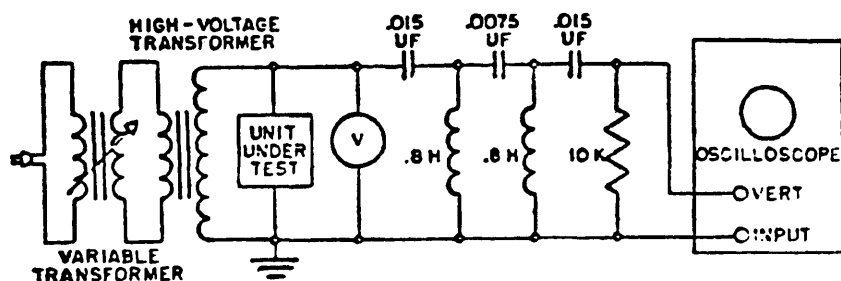 HIGH-VOLTAGE
TRANSFORMER
.015
UF
.0075
UF
.015
UF
UNIT
UNDER
TEST
V
.8 H
.8 H
10 K
OSCILLOSCOPE
VERT
INPUT
VARIABLE
TRANSFORMER